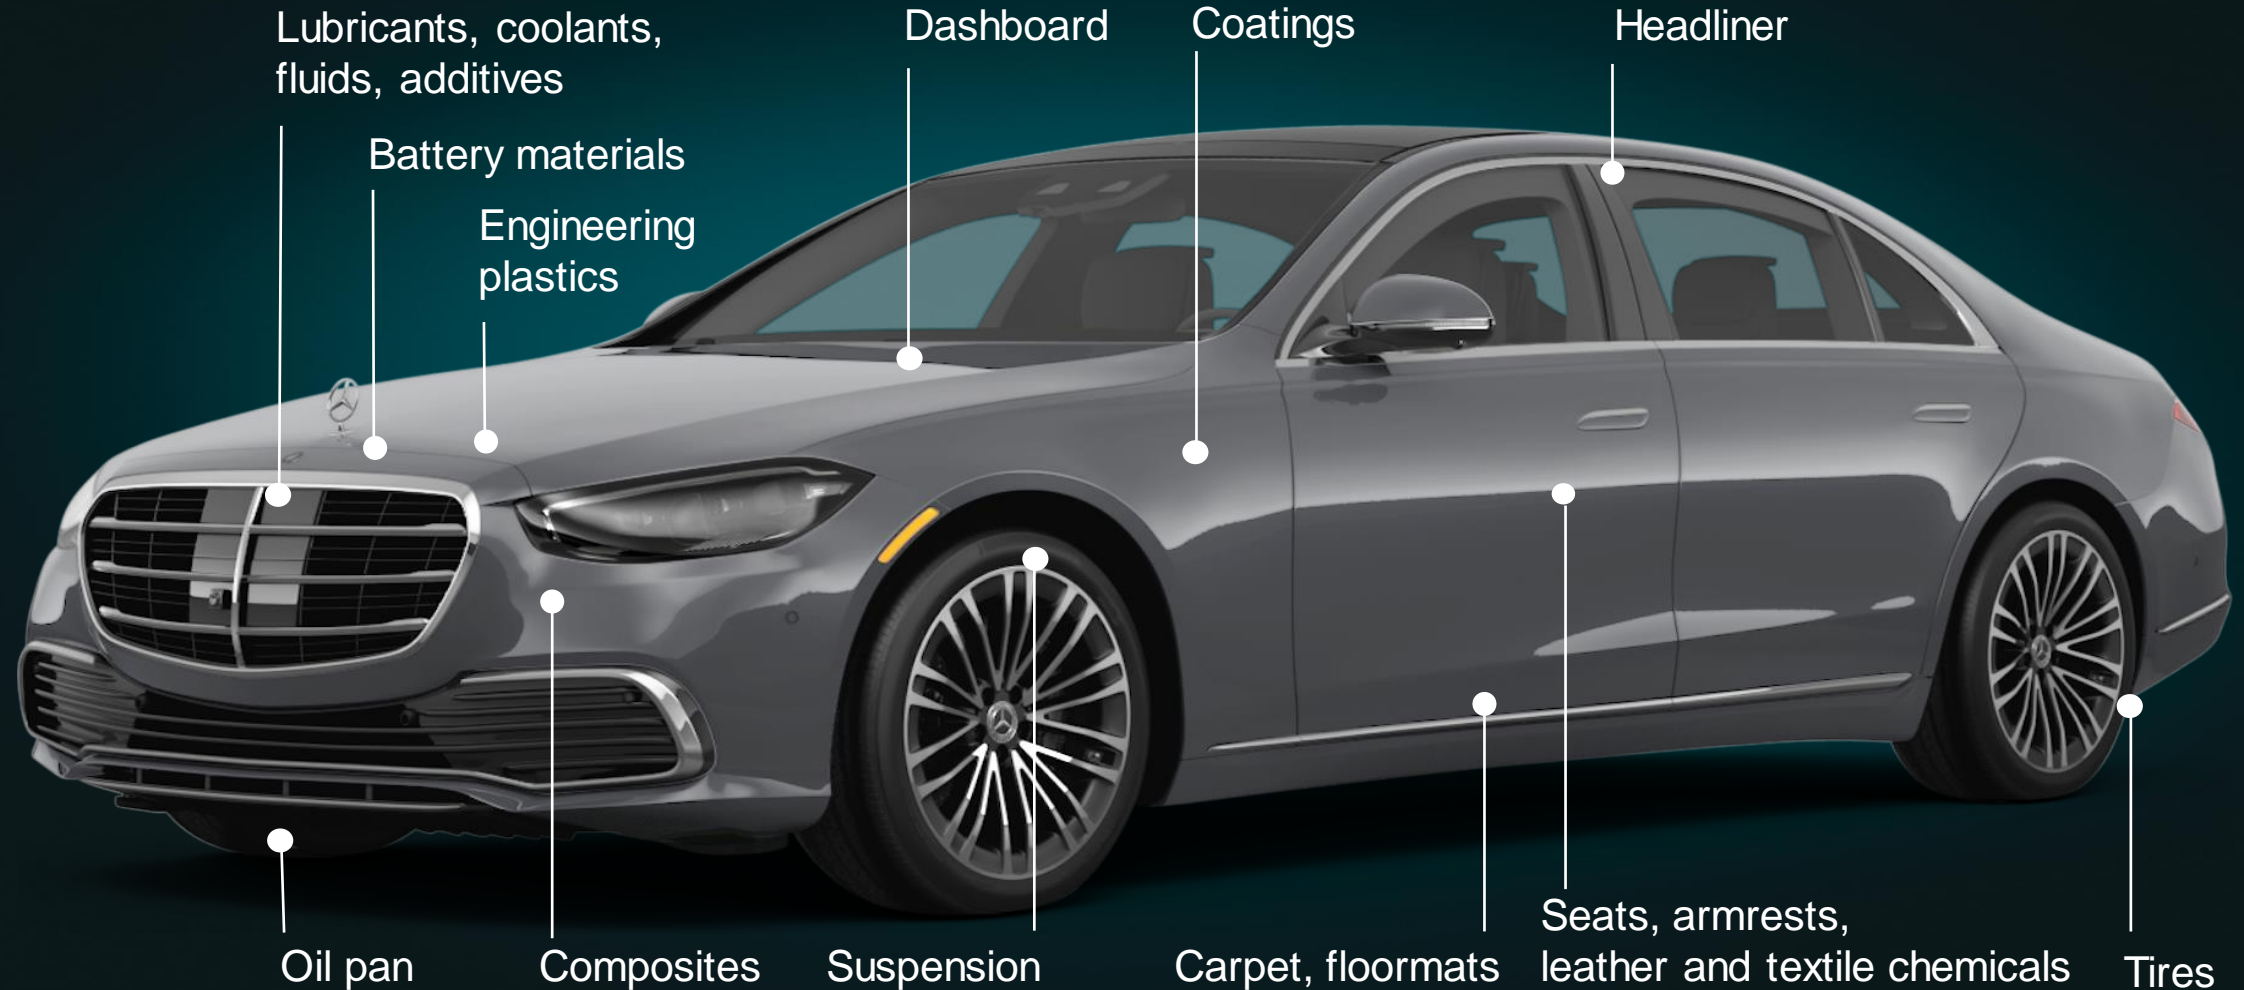 Lubricants, coolants,
fluids, additives
Dashboard
Coatings
Headliner
Battery materials
Engineering
plastics
Oil pan
Composites
Suspension
Carpet, floormats
Seats, armrests,
leather and textile chemicals
Tires